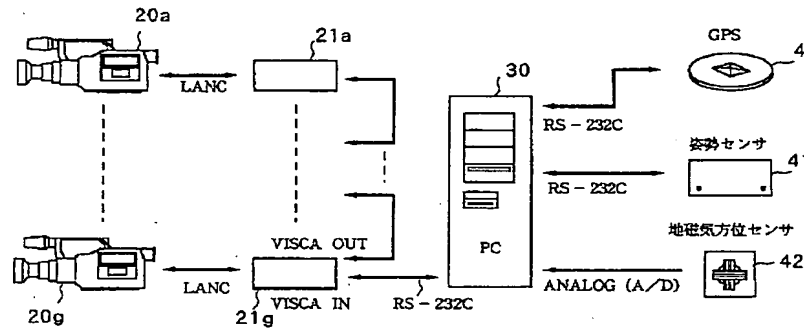 20a
21a
GPS
4
30
LANC
RS-232C
姿勢センサ
41
RS-232C
地磁気方位センサ
VISCA OUT
PC
42
LANC
ANALOG (A/D)
20g
21g
VISCA IN
RS-232C